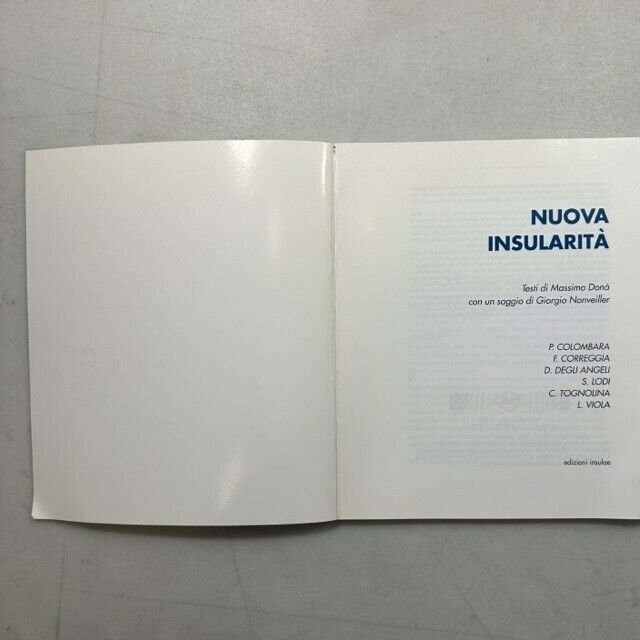 NUOVA
INSULARITÀ
Testi di Massimo Donà
con un saggio di Giorgio Nonveiller
P. COLOMBARA
F. CORREGGIA
D. DEGLI ANGELI
S. LODI
C. TOGNOLINA
L. VIOLA
edizioni insulae